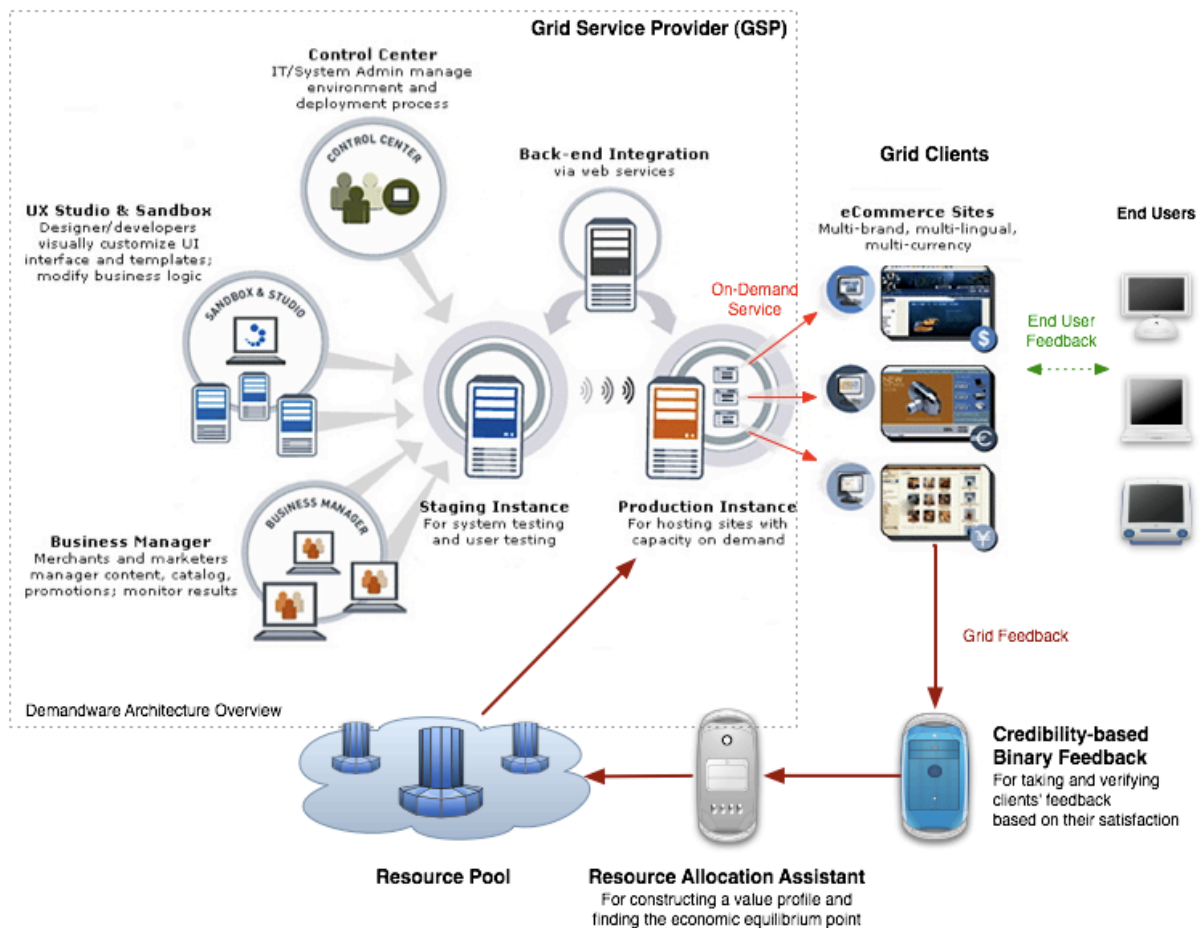 Grid Service Provider (GSP)
Control Center
IT/System Admin manage
environment and
deployment process
CONTROL CENTER
Back-end Integration
via web services
Grid Clients
UX Studio & Sandbox
Designer/developers
visually customize UI
interface and templates;
modify business logic
SANDBOX & STUDIO
eCommerce Sites
Multi-brand, multi-lingual,
multi-currency
End Users
On-Demand
Service
$
End User
Feedback
NEW
€
¥
Staging Instance
For system testing
and user testing
Production Instance
For hosting sites with
capacity on demand
BUSINESS MANAGER
Business Manager
Merchants and marketers
manager content, catalog,
promotions; monitor results
Grid Feedback
Demandware Architecture Overview
Credibility-based
Binary Feedback
For taking and verifying
clients' feedback
based on their satisfaction
Resource Pool
Resource Allocation Assistant
For constructing a value profile and
finding the economic equilibrium point